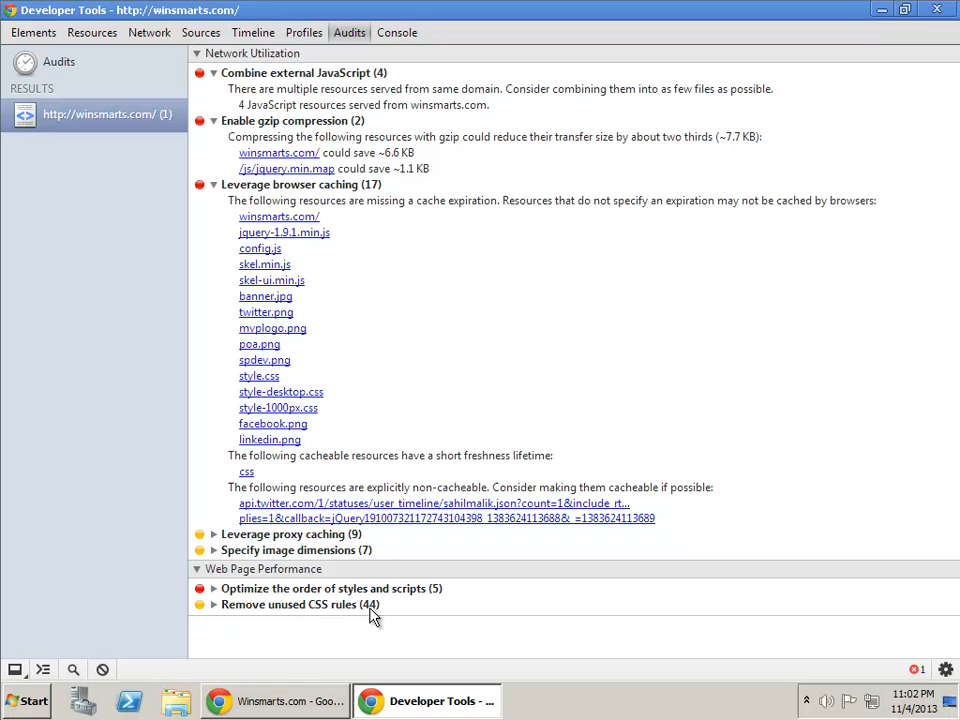 Developer Tools - http://winsmarts.com/
Elements Resources Network Sources Timeline Profiles Audits Console
Audits
RESULTS
http://winsmarts.com/ (1)
Network Utilization
Combine external JavaScript (4)
There are multiple resources served from same domain. Consider combining them into as few files as possible.
4 JavaScript resources served from winsmarts.com.
Enable gzip compression (2)
Compressing the following resources with gzip could reduce their transfer size by about two thirds (~7.7 KB):
winsmarts.com/ could save ~6.6 KB
/js/jquery.min.map could save ~1.1 KB
Leverage browser caching (17)
The following resources are missing a cache expiration. Resources that do not specify an expiration may not be cached by browsers:
winsmarts.com/
jquery-1.9.1.min.js
config.js
skel.min.js
skel-ui.min.js
banner.jpg
twitter.png
mvplogo.png
poa.png
spdev.png
style.css
style-desktop.css
style-1000px.css
facebook.png
linkedin.png
The following cacheable resources have a short freshness lifetime:
css
The following resources are explicitly non-cacheable. Consider making them cacheable if possible:
api.twitter.com/1/statuses/user_timeline/sahilmalik.json?count=1&include_rt...
plies=1&callback=jQuery191007321172743104398_1383624113688&_=1383624113689
Leverage proxy caching (9)
Specify image dimensions (7)
Web Page Performance
Optimize the order of styles and scripts (5)
Remove unused CSS rules (44)
1
Start
Winsmarts.com - Goo...
Developer Tools - ...
11:02 PM
11/4/2013